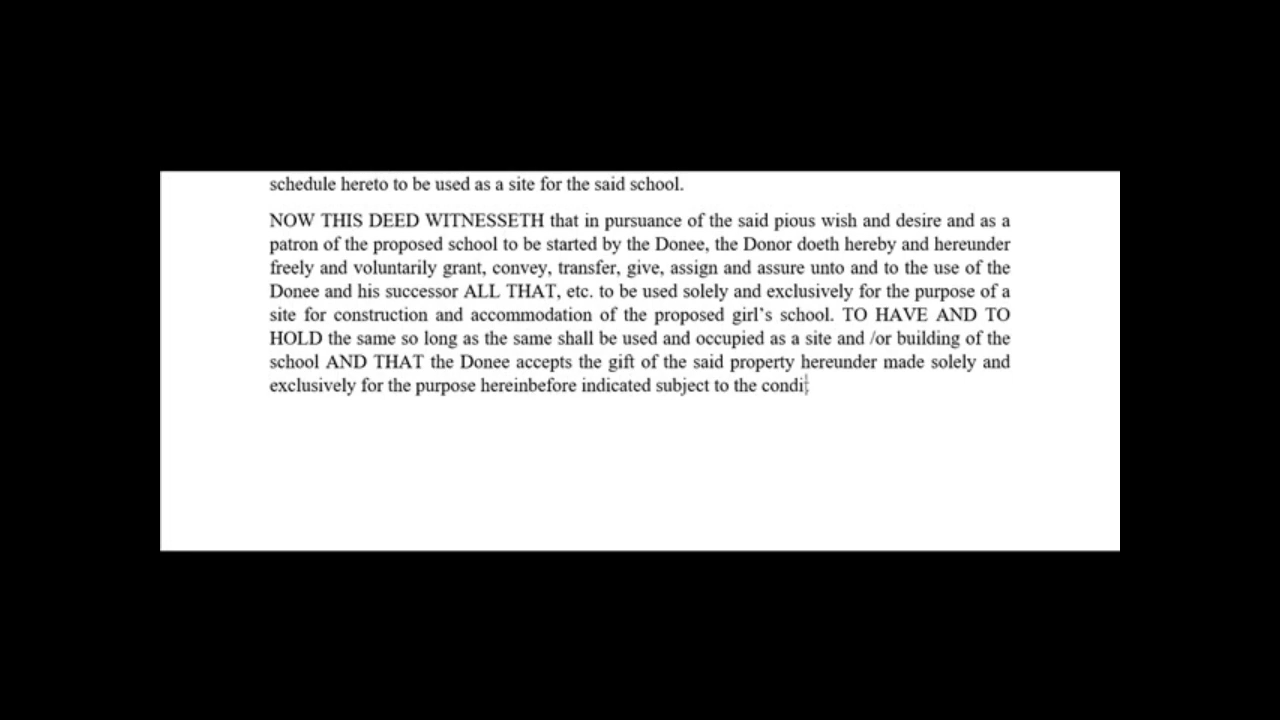 schedule hereto to be used as a site for the said school.
NOW THIS DEED WITNESSETH that in pursuance of the said pious wish and desire and as a
patron of the proposed school to be started by the Donee, the Donor doeth hereby and hereunder
freely and voluntarily grant, convey, transfer, give, assign and assure unto and to the use of the
Donee and his successor ALL THAT, etc. to be used solely and exclusively for the purpose of a
site for construction and accommodation of the proposed girl's school. TO HAVE AND TO
HOLD the same so long as the same shall be used and occupied as a site and /or building of the
school AND THAT the Donee accepts the gift of the said property hereunder made solely and
exclusively for the purpose hereinbefore indicated subject to the condi